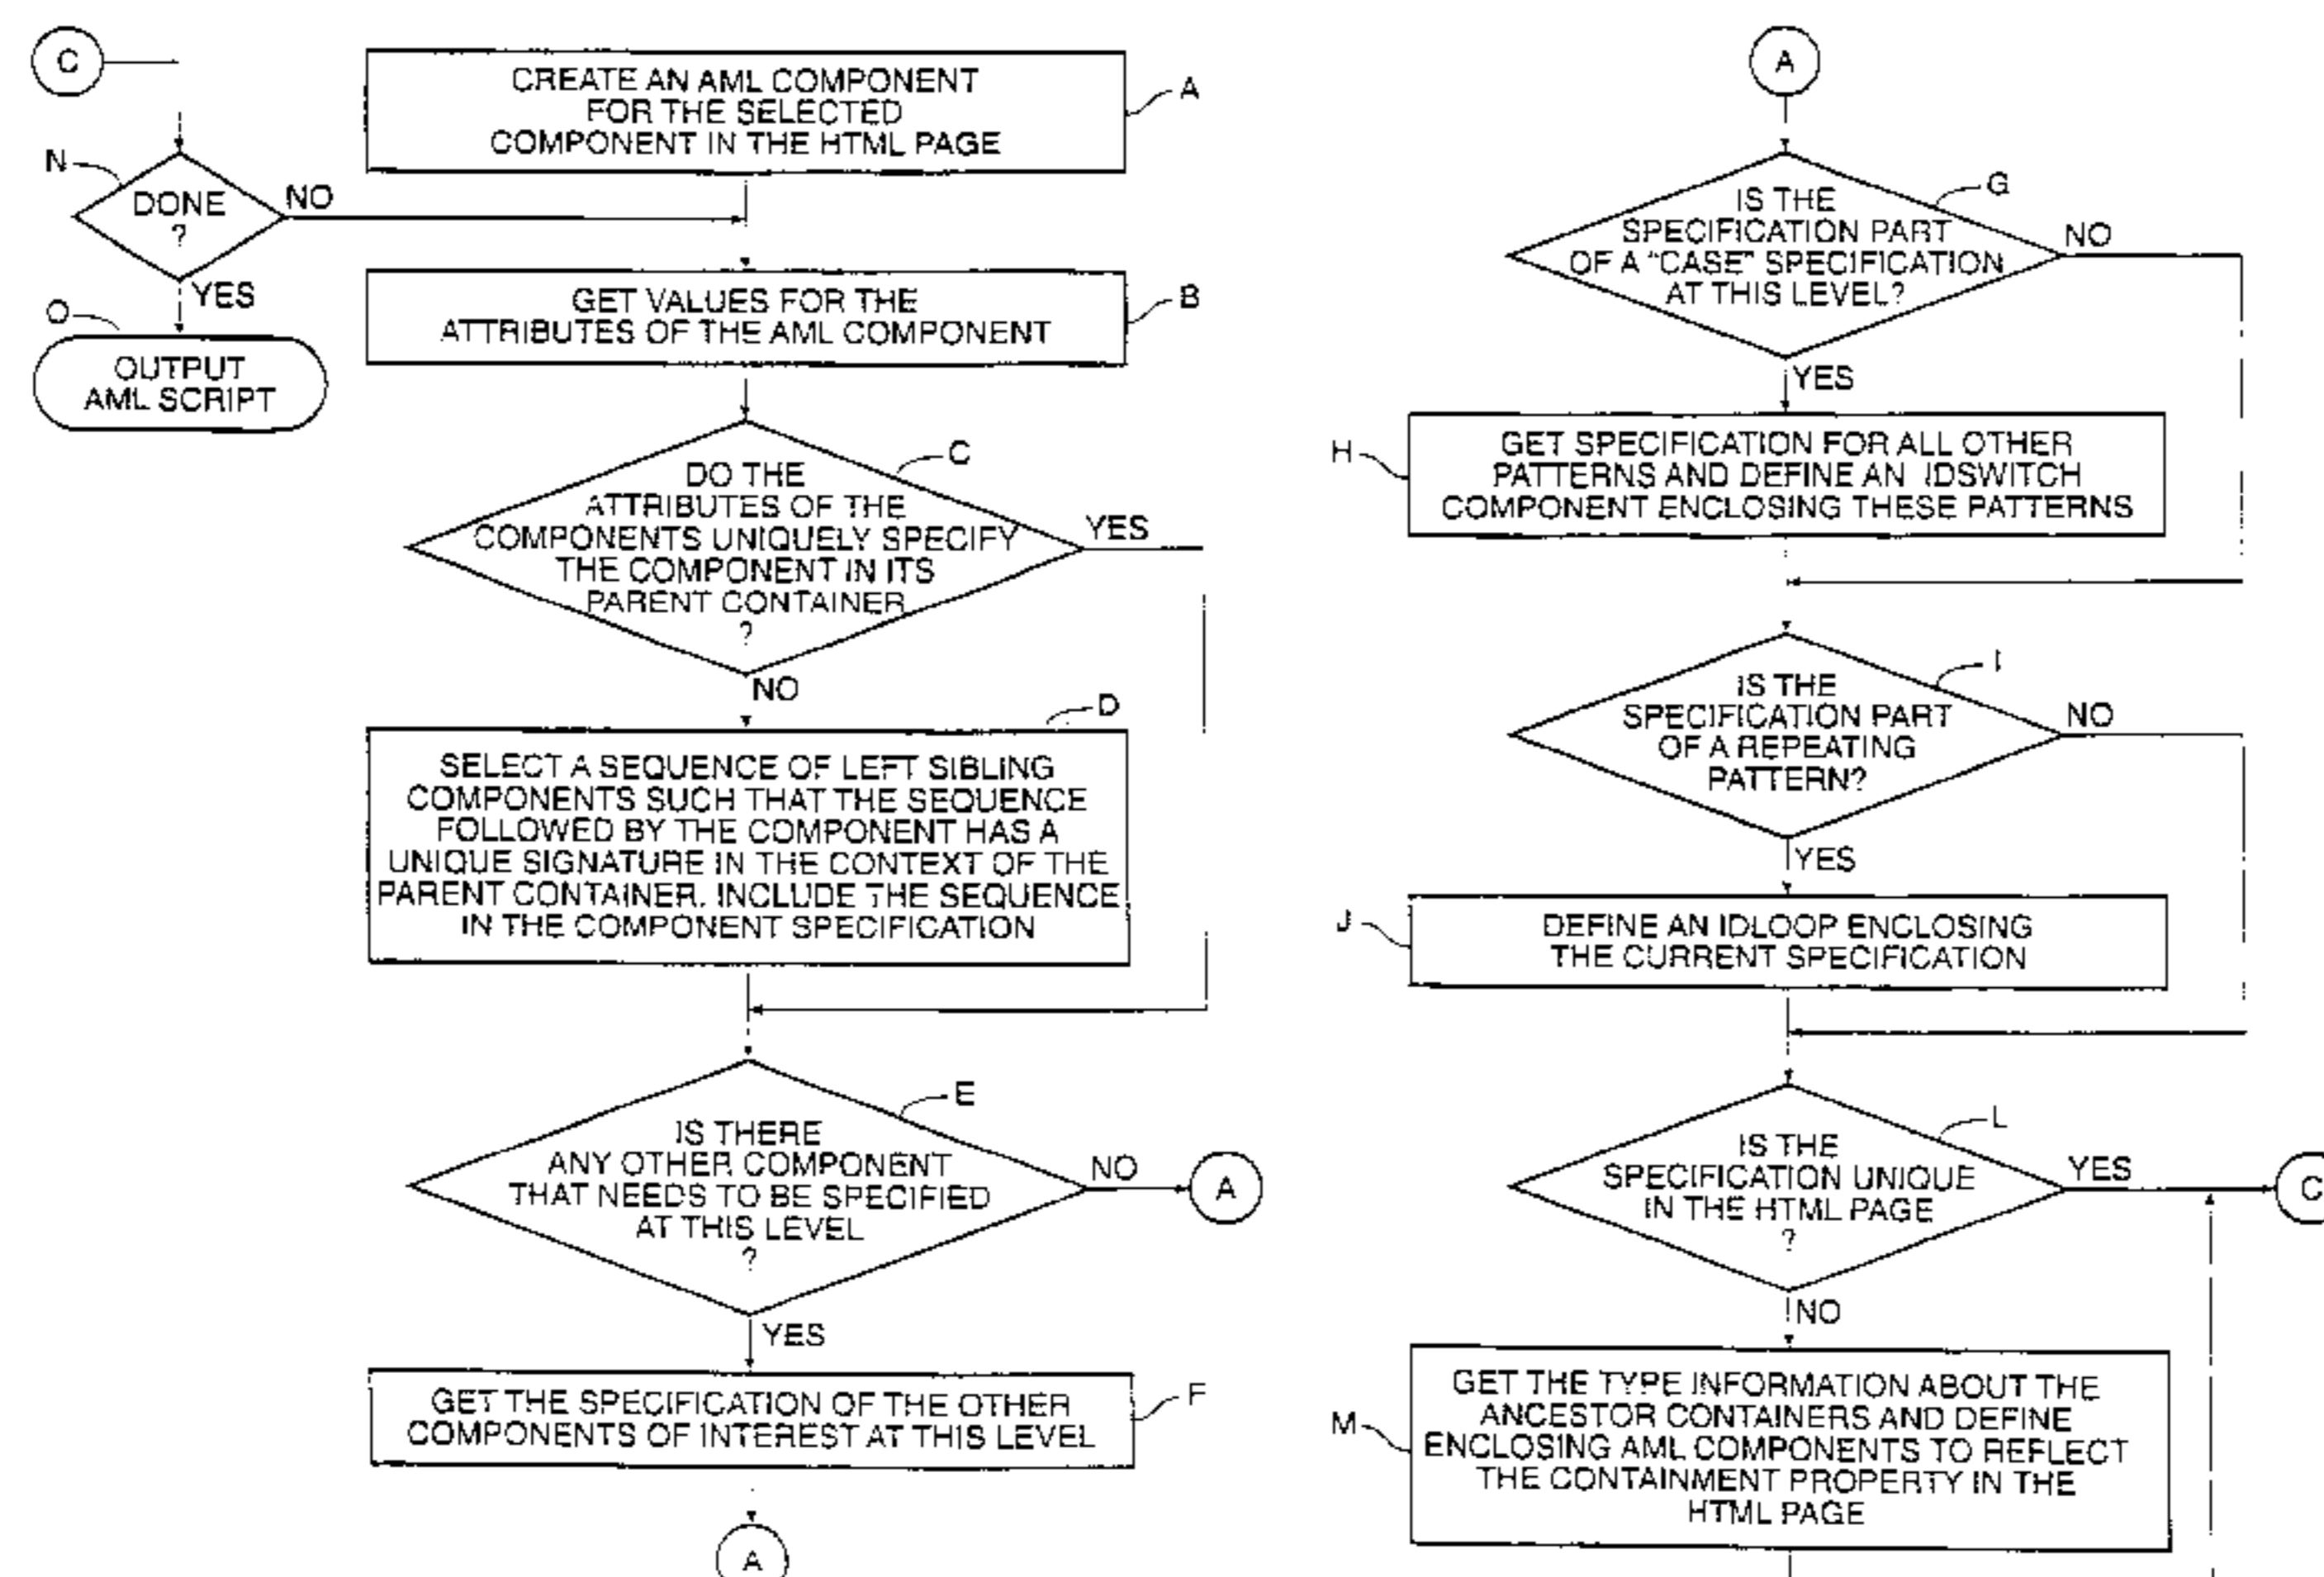 C
CREATE AN AML COMPONENT
FOR THE SELECTED
COMPONENT IN THE HTML PAGE
A
N
DONE
?
NO
YES
O
OUTPUT
AML SCRIPT
GET VALUES FOR THE
ATTRIBUTES OF THE AML COMPONENT
B
DO THE
ATTRIBUTES OF THE
COMPONENTS UNIQUELY SPECIFY
THE COMPONENT IN ITS
PARENT CONTAINER
?
C
YES
NO
D
SELECT A SEQUENCE OF LEFT SIBLING
COMPONENTS SUCH THAT THE SEQUENCE
FOLLOWED BY THE COMPONENT HAS A
UNIQUE SIGNATURE IN THE CONTEXT OF THE
PARENT CONTAINER. INCLUDE THE SEQUENCE
IN THE COMPONENT SPECIFICATION
E
IS THERE
ANY OTHER COMPONENT
THAT NEEDS TO BE SPECIFIED
AT THIS LEVEL
?
NO
A
YES
GET THE SPECIFICATION OF THE OTHER
COMPONENTS OF INTEREST AT THIS LEVEL
F
A
A
G
IS THE
SPECIFICATION PART
OF A "CASE" SPECIFICATION
AT THIS LEVEL?
NO
YES
H
GET SPECIFICATION FOR ALL OTHER
PATTERNS AND DEFINE AN IDSWITCH
COMPONENT ENCLOSING THESE PATTERNS
I
IS THE
SPECIFICATION PART
OF A REPEATING
PATTERN?
NO
YES
J
DEFINE AN IDLOOP ENCLOSING
THE CURRENT SPECIFICATION
L
IS THE
SPECIFICATION UNIQUE
IN THE HTML PAGE
?
YES
C
NO
M
GET THE TYPE INFORMATION ABOUT THE
ANCESTOR CONTAINERS AND DEFINE
ENCLOSING AML COMPONENTS TO REFLECT
THE CONTAINMENT PROPERTY IN THE
HTML PAGE